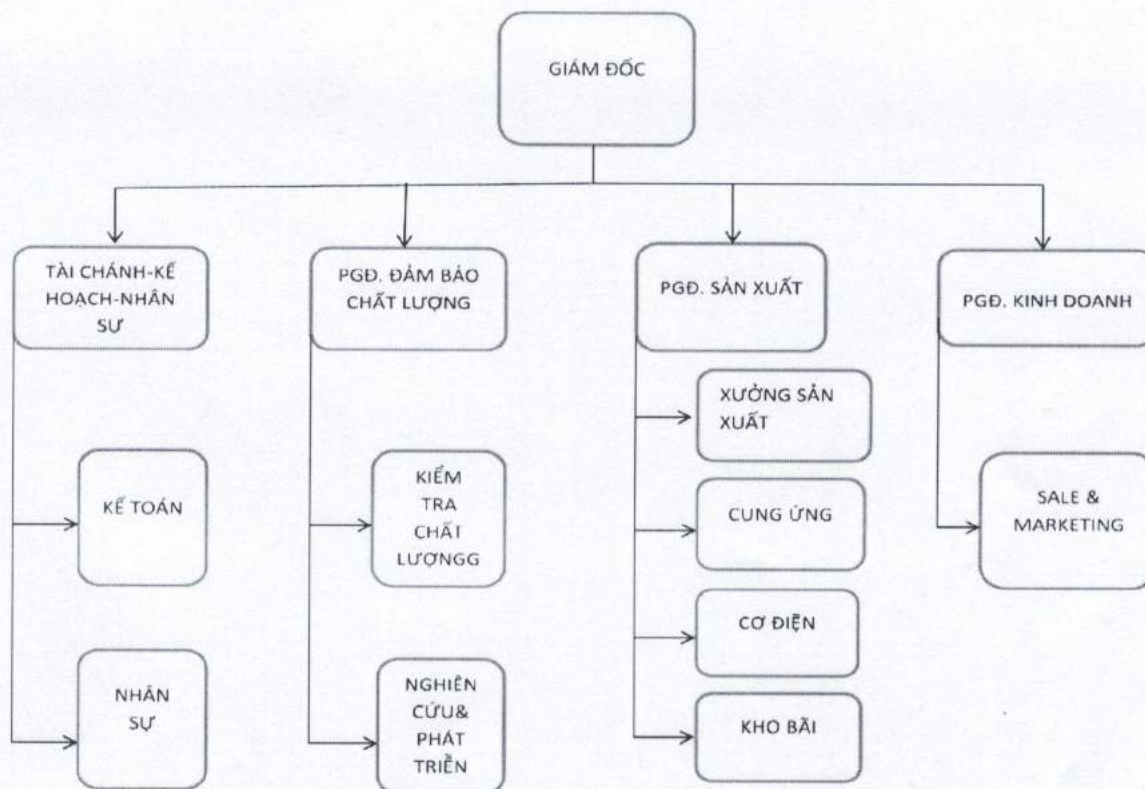 GIÁM ĐỐC
TÀI CHÁNH-KẾ
HOẠCH-NHÂN
SỰ
PGĐ. ĐẢM BẢO
CHẤT LƯỢNG
PGĐ. SẢN XUẤT
PGĐ. KINH DOANH
KẾ TOÁN
NHÂN
SỰ
KIỂM
TRA
CHẤT
LƯỢNGG
NGHIÊN
CỨU&
PHÁT
TRIỄN
XƯỞNG SẢN
XUẤT
CUNG ỨNG
CƠ ĐIỆN
KHO BÃI
SALE &
MARKETING